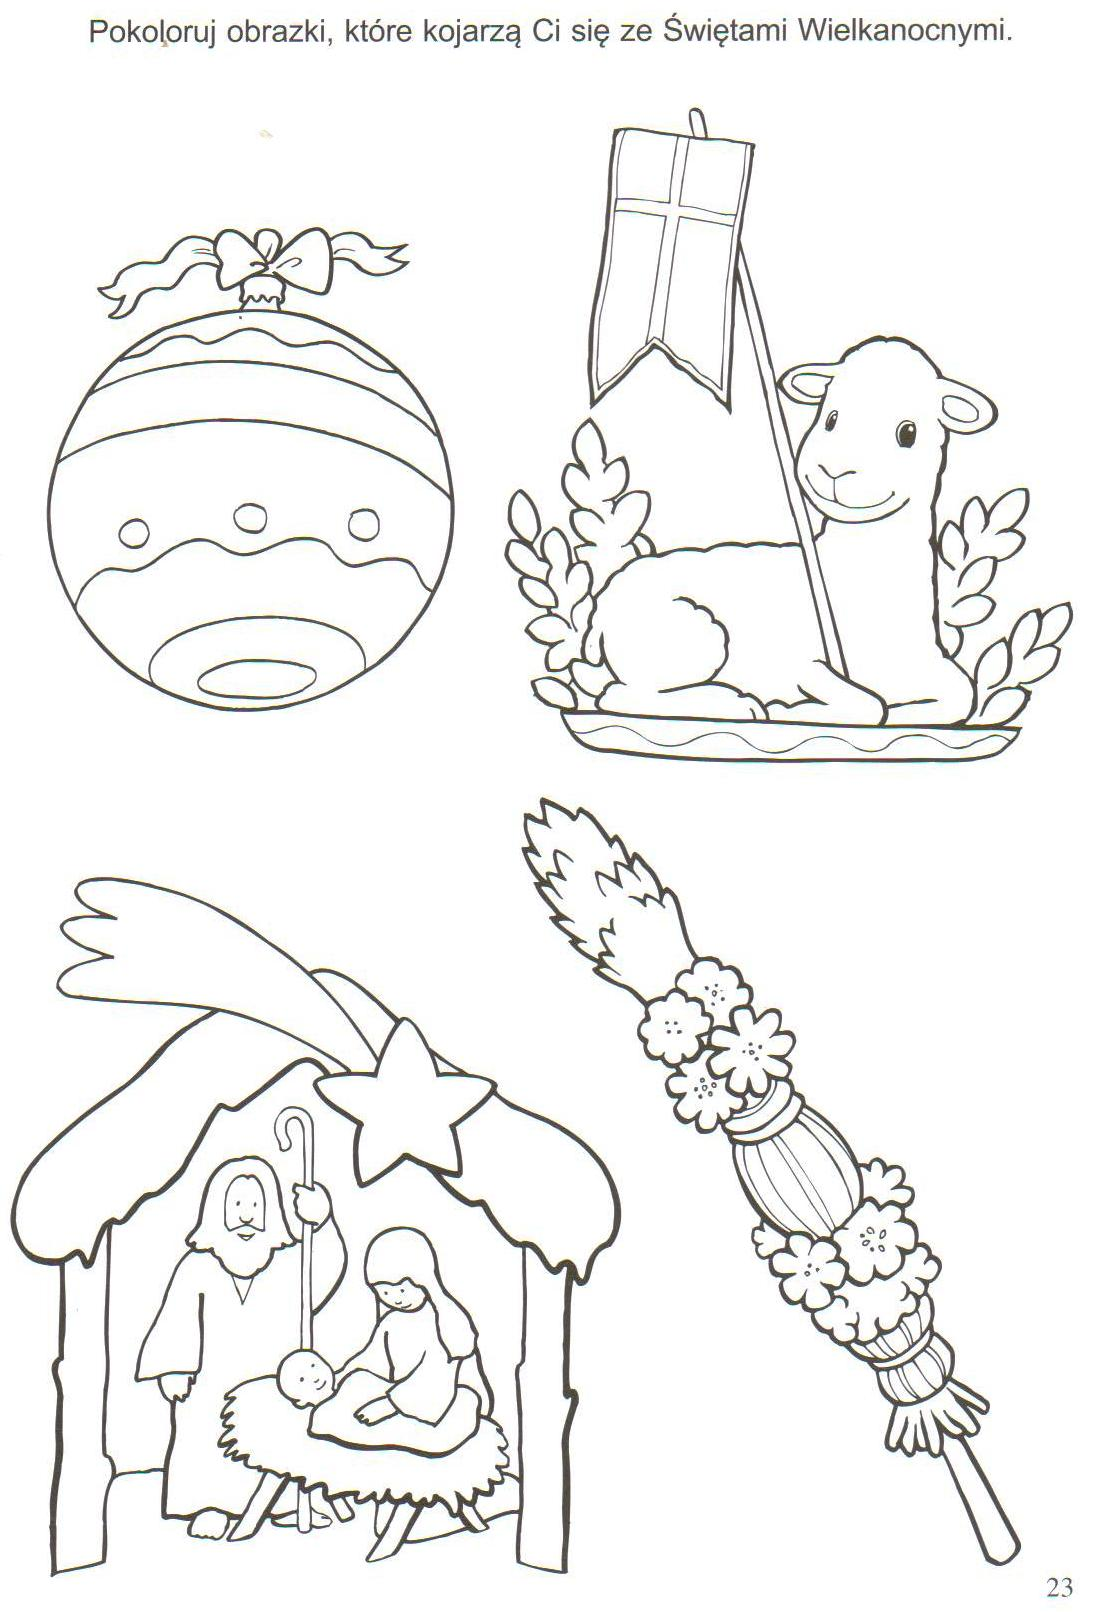 Pokoloruj obrazki, które kojarzą Ci się ze Świętami Wielkanocnymi.
23